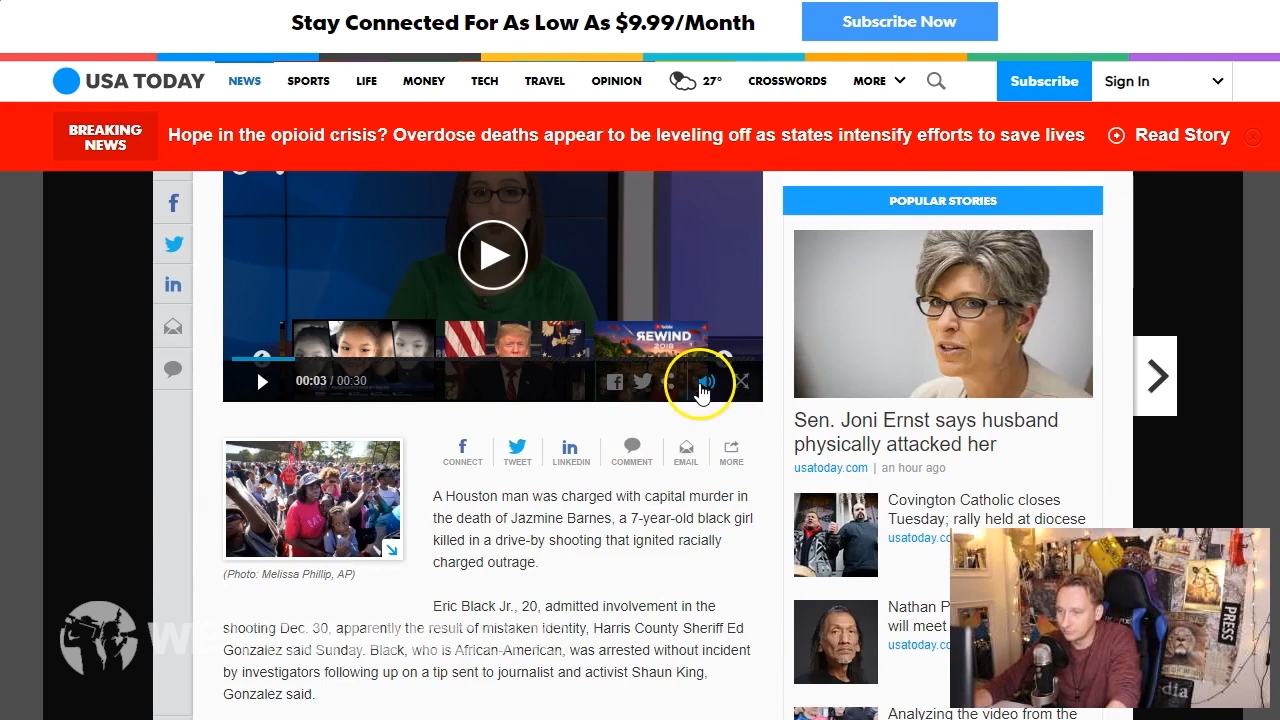 Stay Connected For As Low As $9.99/Month
Subscribe Now
USA TODAY
NEWS
SPORTS
LIFE
MONEY
TECH
TRAVEL
OPINION
27°
CROSSWORDS
MORE
Subscribe
Sign In
BREAKING
NEWS
Hope in the opioid crisis? Overdose deaths appear to be leveling off as states intensify efforts to save lives
Read Story
REWIND
2018
00:03 / 00:30
CONNECT
TWEET
LINKEDIN
COMMENT
EMAIL
MORE
(Photo: Melissa Phillip, AP)
A Houston man was charged with capital murder in
the death of Jazmine Barnes, a 7-year-old black girl
killed in a drive-by shooting that ignited racially
charged outrage.
Eric Black Jr., 20, admitted involvement in the
shooting Dec. 30, apparently the result of mistaken identity, Harris County Sheriff Ed
Gonzalez said Sunday. Black, who is African-American, was arrested without incident
by investigators following up on a tip sent to journalist and activist Shaun King,
Gonzalez said.
POPULAR STORIES
Sen. Joni Ernst says husband
physically attacked her
usatoday.com | an hour ago
Covington Catholic closes
Tuesday; rally held at diocese
usatoday.co
Nathan P
will meet
usatoday.co
Analyzing the video from the
PRESS